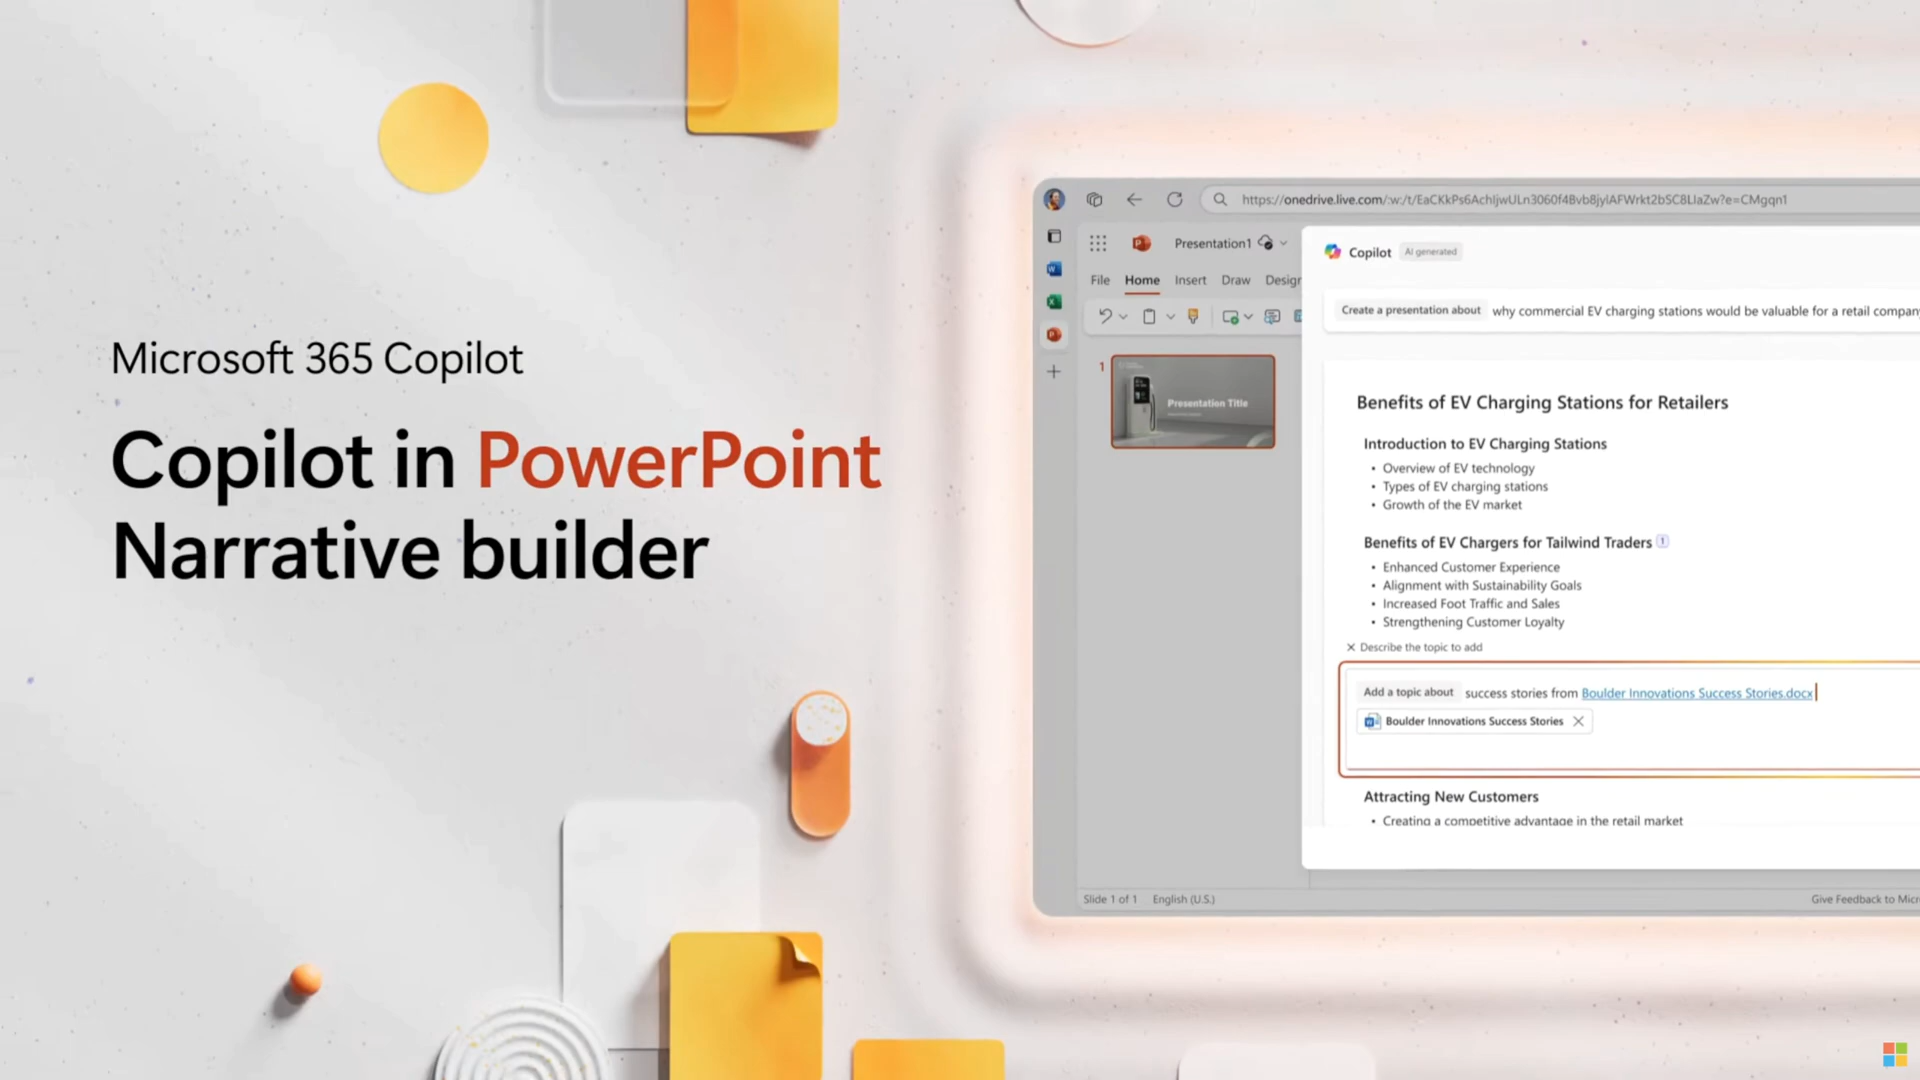 Microsoft 365 Copilot
Copilot in PowerPoint
Narrative builder
https://onedrive.live.com/:w:/t/EaCKkPs6AchIjwULn3060f4Bvb8jylAFWrkt2bSC8LIaZw?e=CMgqn1
Presentation1
File Home Insert Draw Design
1
Presentation Title
Copilot AI generated
Create a presentation about why commercial EV charging stations would be valuable for a retail company
Benefits of EV Charging Stations for Retailers
Introduction to EV Charging Stations
• Overview of EV technology
• Types of EV charging stations
• Growth of the EV market
Benefits of EV Chargers for Tailwind Traders 1
• Enhanced Customer Experience
• Alignment with Sustainability Goals
• Increased Foot Traffic and Sales
• Strengthening Customer Loyalty
× Describe the topic to add
Add a topic about success stories from Boulder Innovations Success Stories.docx
Boulder Innovations Success Stories ×
Attracting New Customers
• Creating a competitive advantage in the retail market
Slide 1 of 1 English (U.S.)
Give Feedback to Micr